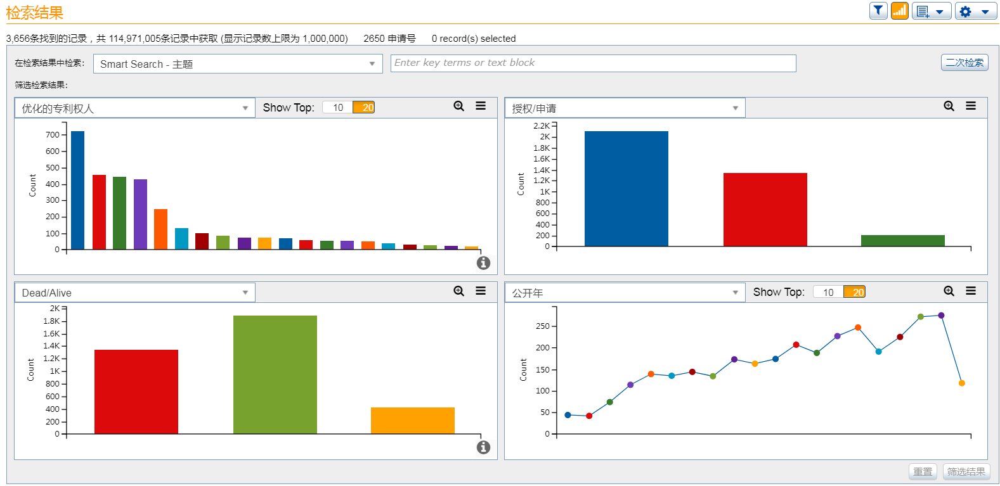 检索结果
3,656条找到的记录，共 114,971,005条记录中获取 (显示记录数上限为 1,000,000) 2650 申请号 0 record(s) selected
在检索结果中检索： Smart Search - 主题 Enter key terms or text block 二次检索
筛选检索结果：
优化的专利权人 Show Top: 10 20
700
600
500
400
300
200
100
0
Count
授权/申请
2.2K
2K
1.8K
1.6K
1.4K
1.2K
1K
800
600
400
200
0
Count
Dead/Alive
2K
1.8K
1.6K
1.4K
1.2K
1K
800
600
400
200
0
Count
公开年 Show Top: 10 20
250
200
150
100
50
0
Count
重置 筛选结果